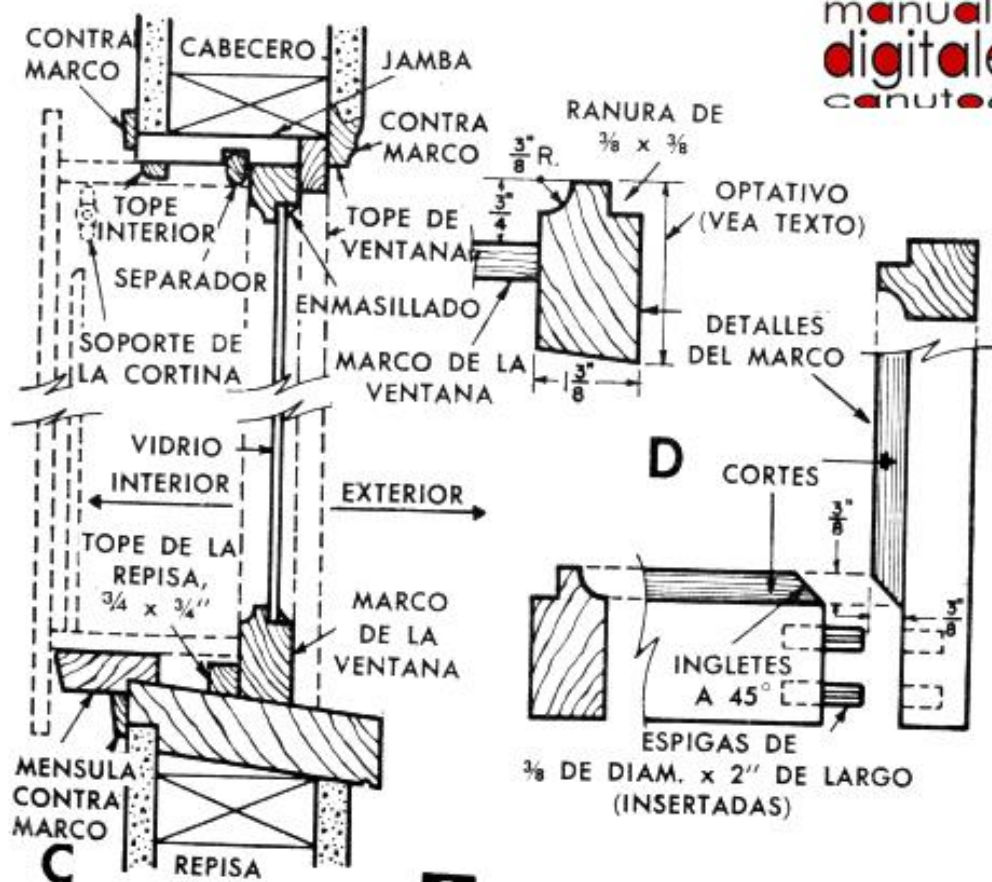 manual
digitale
canuto
CONTRA
MARCO
CABECERO
JAMBA
CONTRA
MARCO
TOPE
INTERIOR
SEPARADOR
TOPE DE
VENTANA
ENMASILLADO
SOPORTE DE
LA CORTINA
RANURA DE
3/8 x 3/8
3/8" R.
3/4"
OPTATIVO
(VEA TEXTO)
MARCO DE LA
VENTANA
1 3/8"
DETALLES
DEL MARCO
VIDRIO
INTERIOR
EXTERIOR
TOPE DE LA
REPISA,
3/4 x 3/4"
MARCO
DE LA
VENTANA
D
CORTES
3/8"
3/8"
INGLETES
A 45°
ESPIGAS DE
3/8 DE DIAM. x 2" DE LARGO
(INSERTADAS)
MENSULA
CONTRA
MARCO
C
REPISA